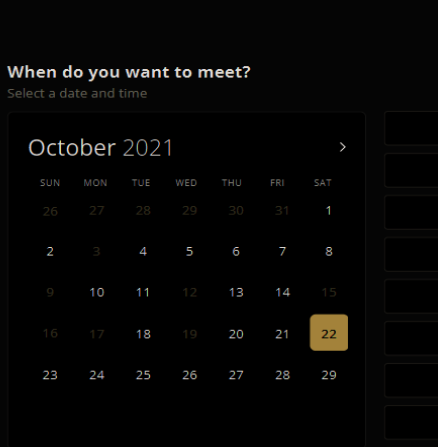 When do you want to meet?
Select a date and time
October 2021 >
SUN MON TUE WED THU FRI SAT
26 27 28 29 30 31 1
2 3 4 5 6 7 8
9 10 11 12 13 14 15
16 17 18 19 20 21 22
23 24 25 26 27 28 29